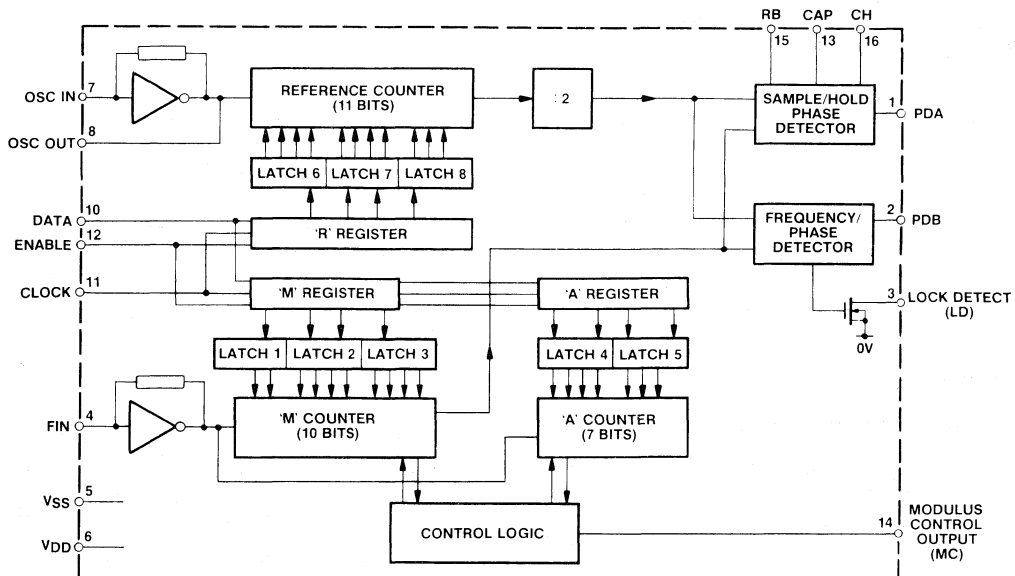 RB CAP CH
15 13 16
7
OSC IN
REFERENCE COUNTER
(11 BITS)
: 2
SAMPLE/HOLD
PHASE
DETECTOR
1
PDA
8
OSC OUT
LATCH 6 LATCH 7 LATCH 8
10
DATA
12
ENABLE
'R' REGISTER
FREQUENCY/
PHASE
DETECTOR
2
PDB
11
CLOCK
'M' REGISTER
'A' REGISTER
3
LOCK DETECT
(LD)
0V
LATCH 1 LATCH 2 LATCH 3
LATCH 4 LATCH 5
4
FIN
'M' COUNTER
(10 BITS)
'A' COUNTER
(7 BITS)
5
VSS
6
VDD
CONTROL LOGIC
14
MODULUS
CONTROL
OUTPUT
(MC)